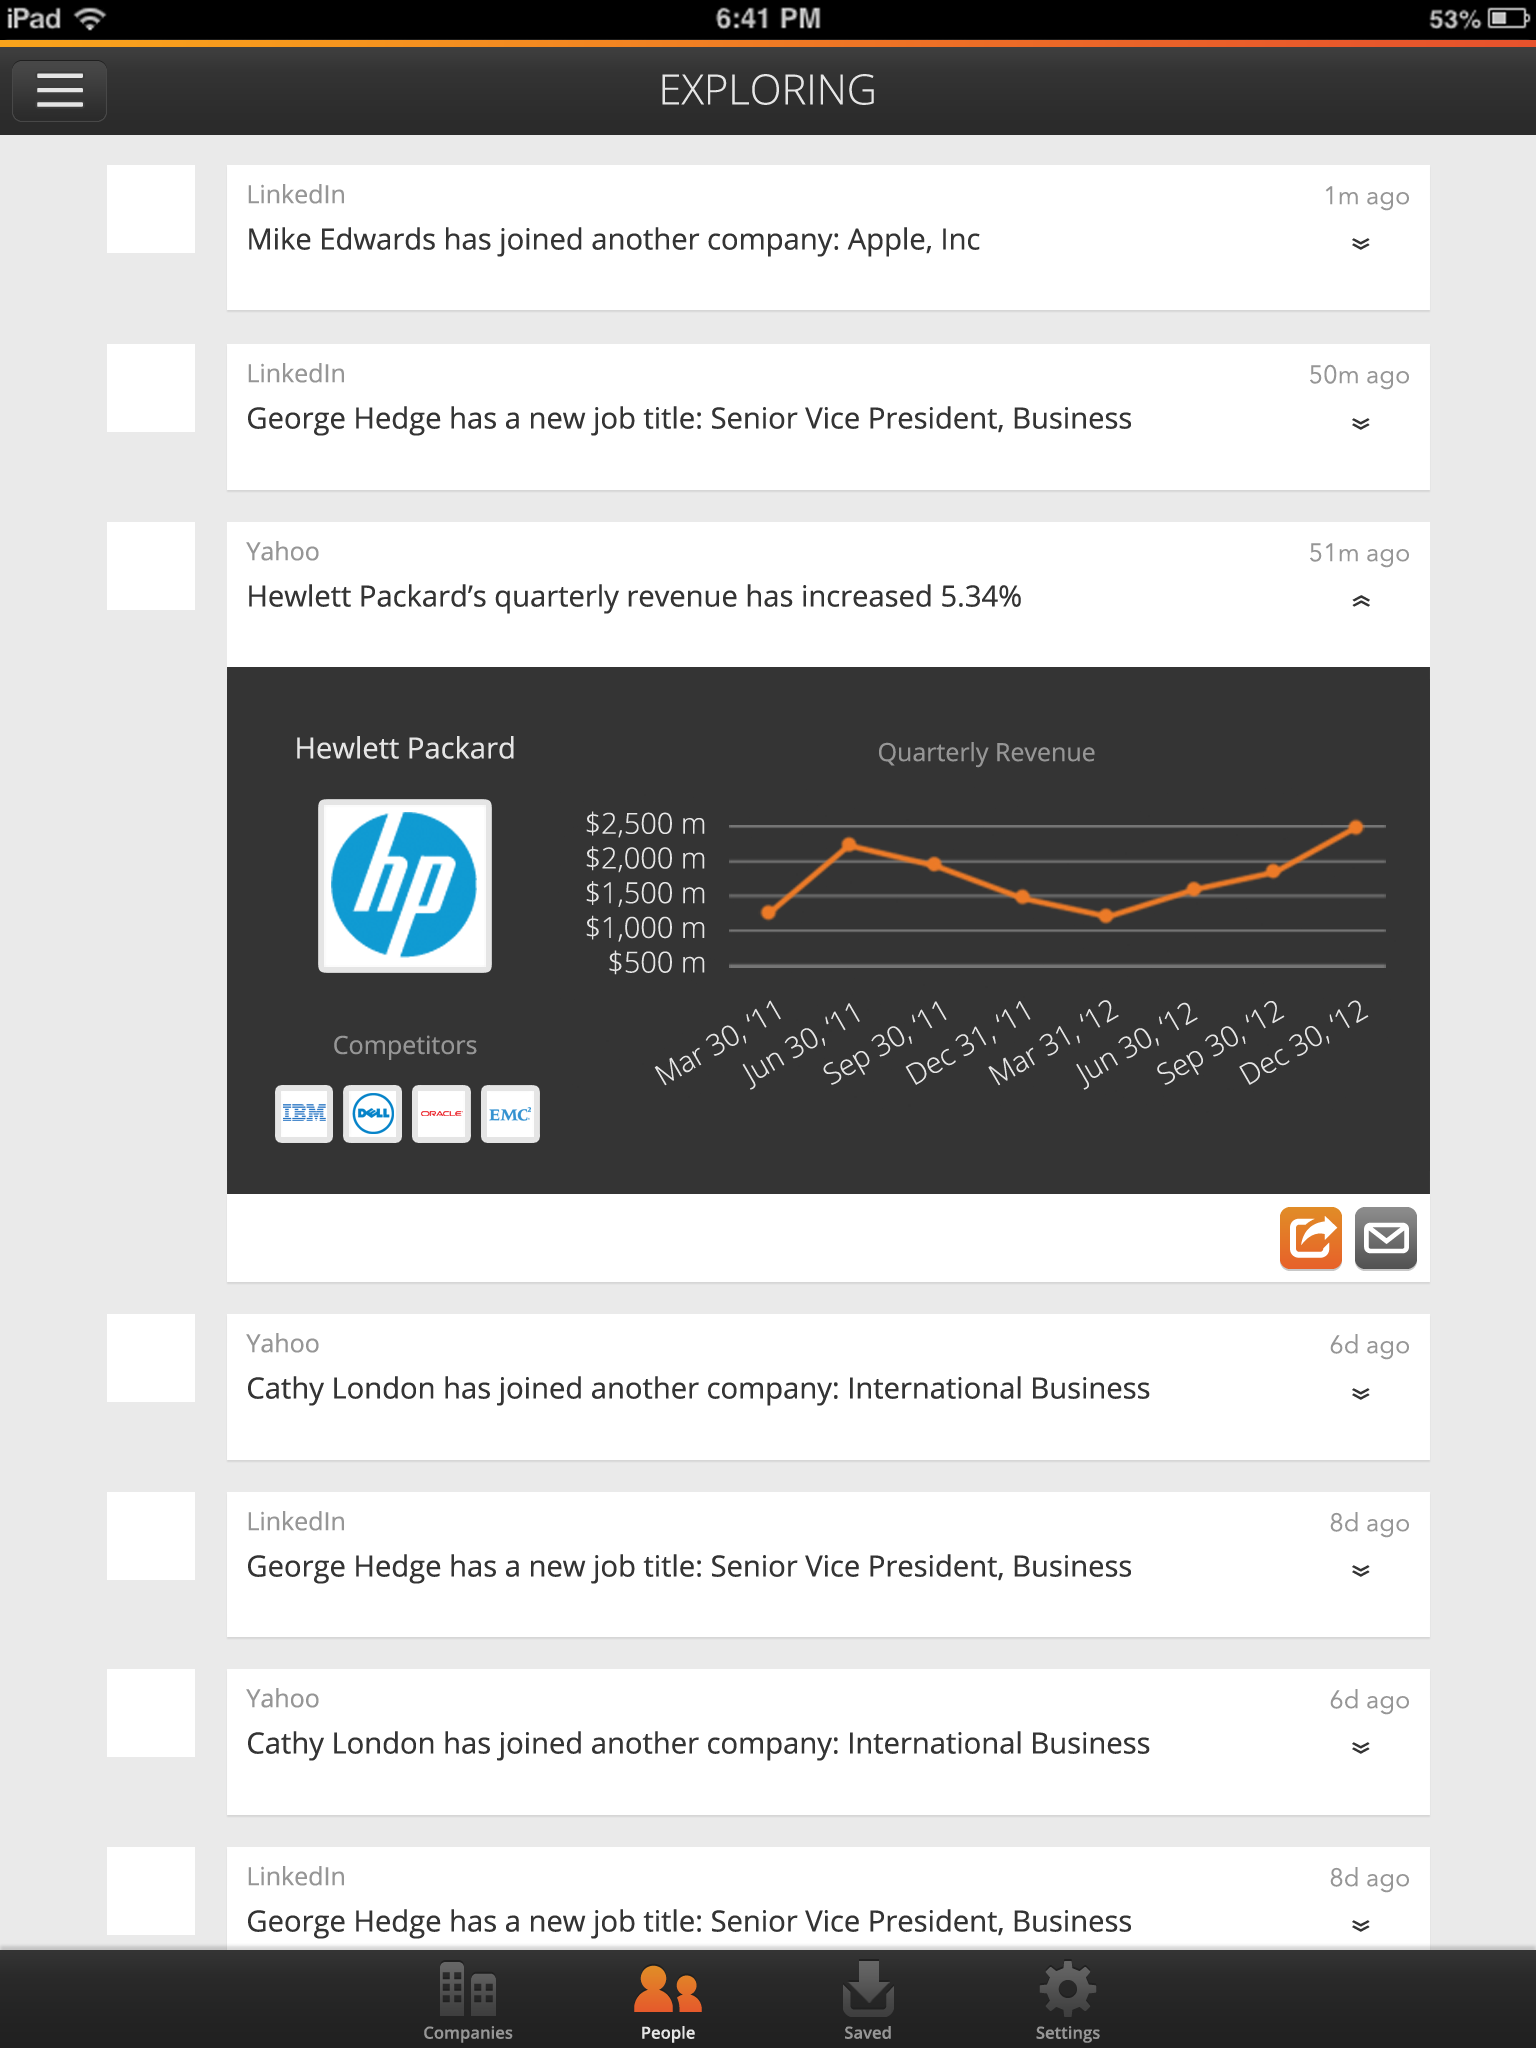 iPad
6:41 PM
53%
EXPLORING
LinkedIn
1m ago
Mike Edwards has joined another company: Apple, Inc
LinkedIn
50m ago
George Hedge has a new job title: Senior Vice President, Business
Yahoo
51m ago
Hewlett Packard’s quarterly revenue has increased 5.34%
Hewlett Packard
hp
Competitors
IBM
DELL
ORACLE
EMC²
Quarterly Revenue
$2,500 m
$2,000 m
$1,500 m
$1,000 m
$500 m
Mar 30, ‘11
Jun 30, ‘11
Sep 30, ‘11
Dec 31, ‘11
Mar 31, ‘12
Jun 30, ‘12
Sep 30, ‘12
Dec 30, ‘12
Yahoo
6d ago
Cathy London has joined another company: International Business
LinkedIn
8d ago
George Hedge has a new job title: Senior Vice President, Business
Yahoo
6d ago
Cathy London has joined another company: International Business
LinkedIn
8d ago
George Hedge has a new job title: Senior Vice President, Business
Companies
People
Saved
Settings